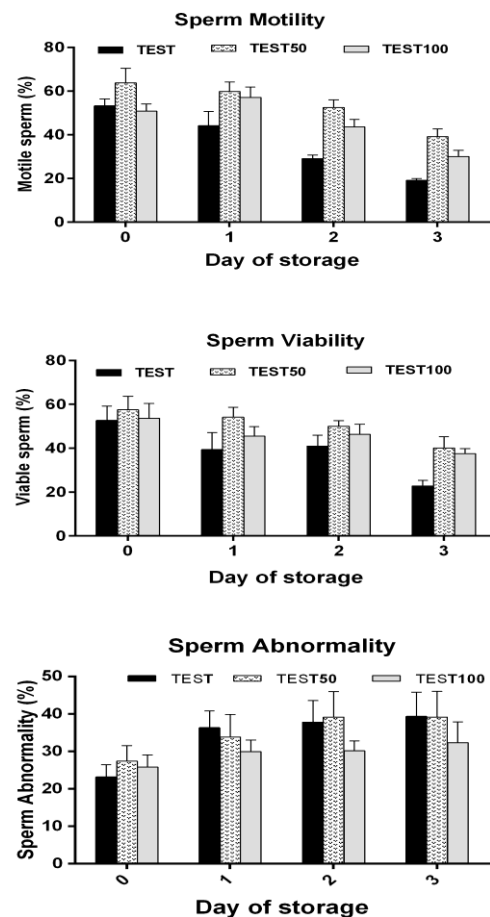 Sperm Motility
TEST TEST50 TEST100
80
60
40
20
0
Motile sperm (%)
0 1 2 3
Day of storage
Sperm Viability
TEST TEST50 TEST100
80
60
40
20
0
Viable sperm (%)
0 1 2 3
Day of storage
Sperm Abnormality
TEST TEST50 TEST100
50
40
30
20
10
0
Sperm Abnormality (%)
0 1 2 3
Day of storage